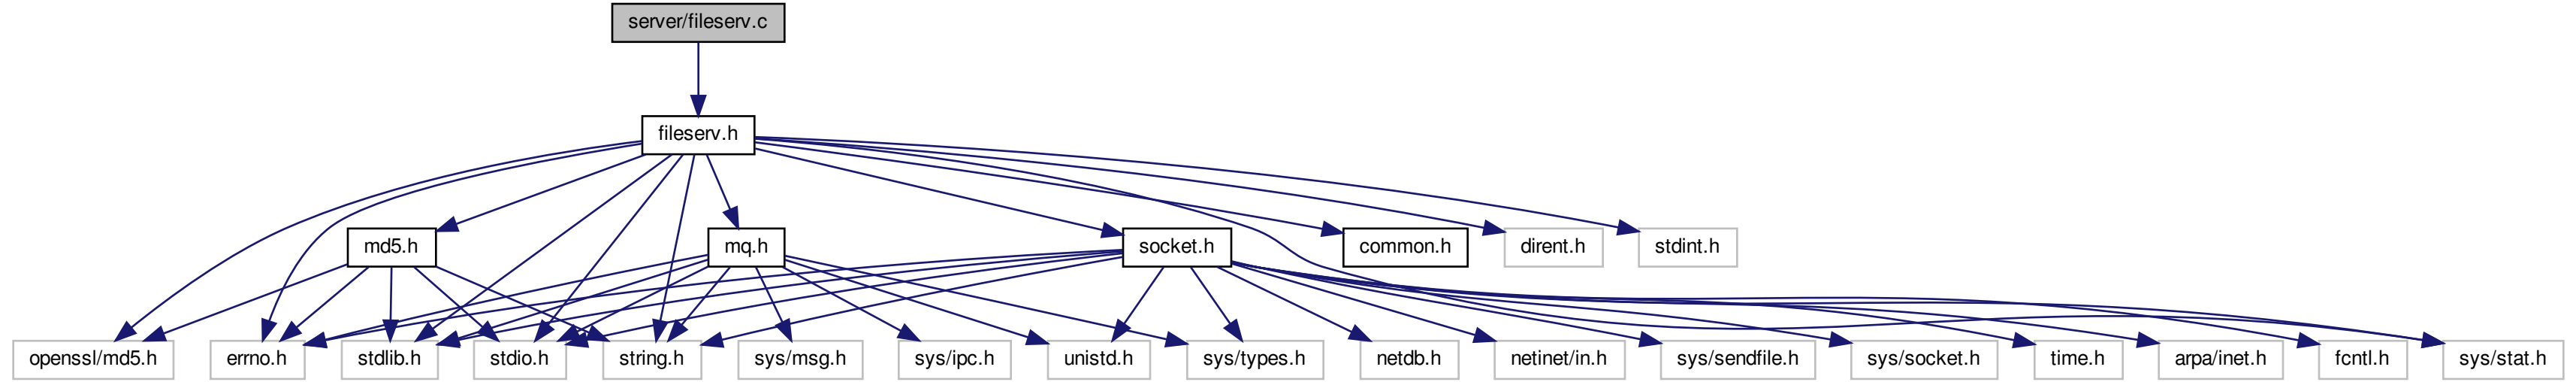 server/fileserv.c
fileserv.h
md5.h
mq.h
socket.h
common.h
dirent.h
stdint.h
openssl/md5.h
errno.h
stdlib.h
stdio.h
string.h
sys/msg.h
sys/ipc.h
unistd.h
sys/types.h
netdb.h
netinet/in.h
sys/sendfile.h
sys/socket.h
time.h
arpa/inet.h
fcntl.h
sys/stat.h